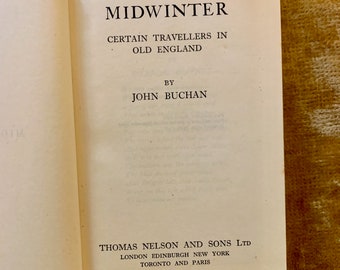 MIDWINTER
CERTAIN TRAVELLERS IN
OLD ENGLAND
BY
JOHN BUCHAN
THOMAS NELSON AND SONS LTD
LONDON EDINBURGH NEW YORK
TORONTO AND PARIS